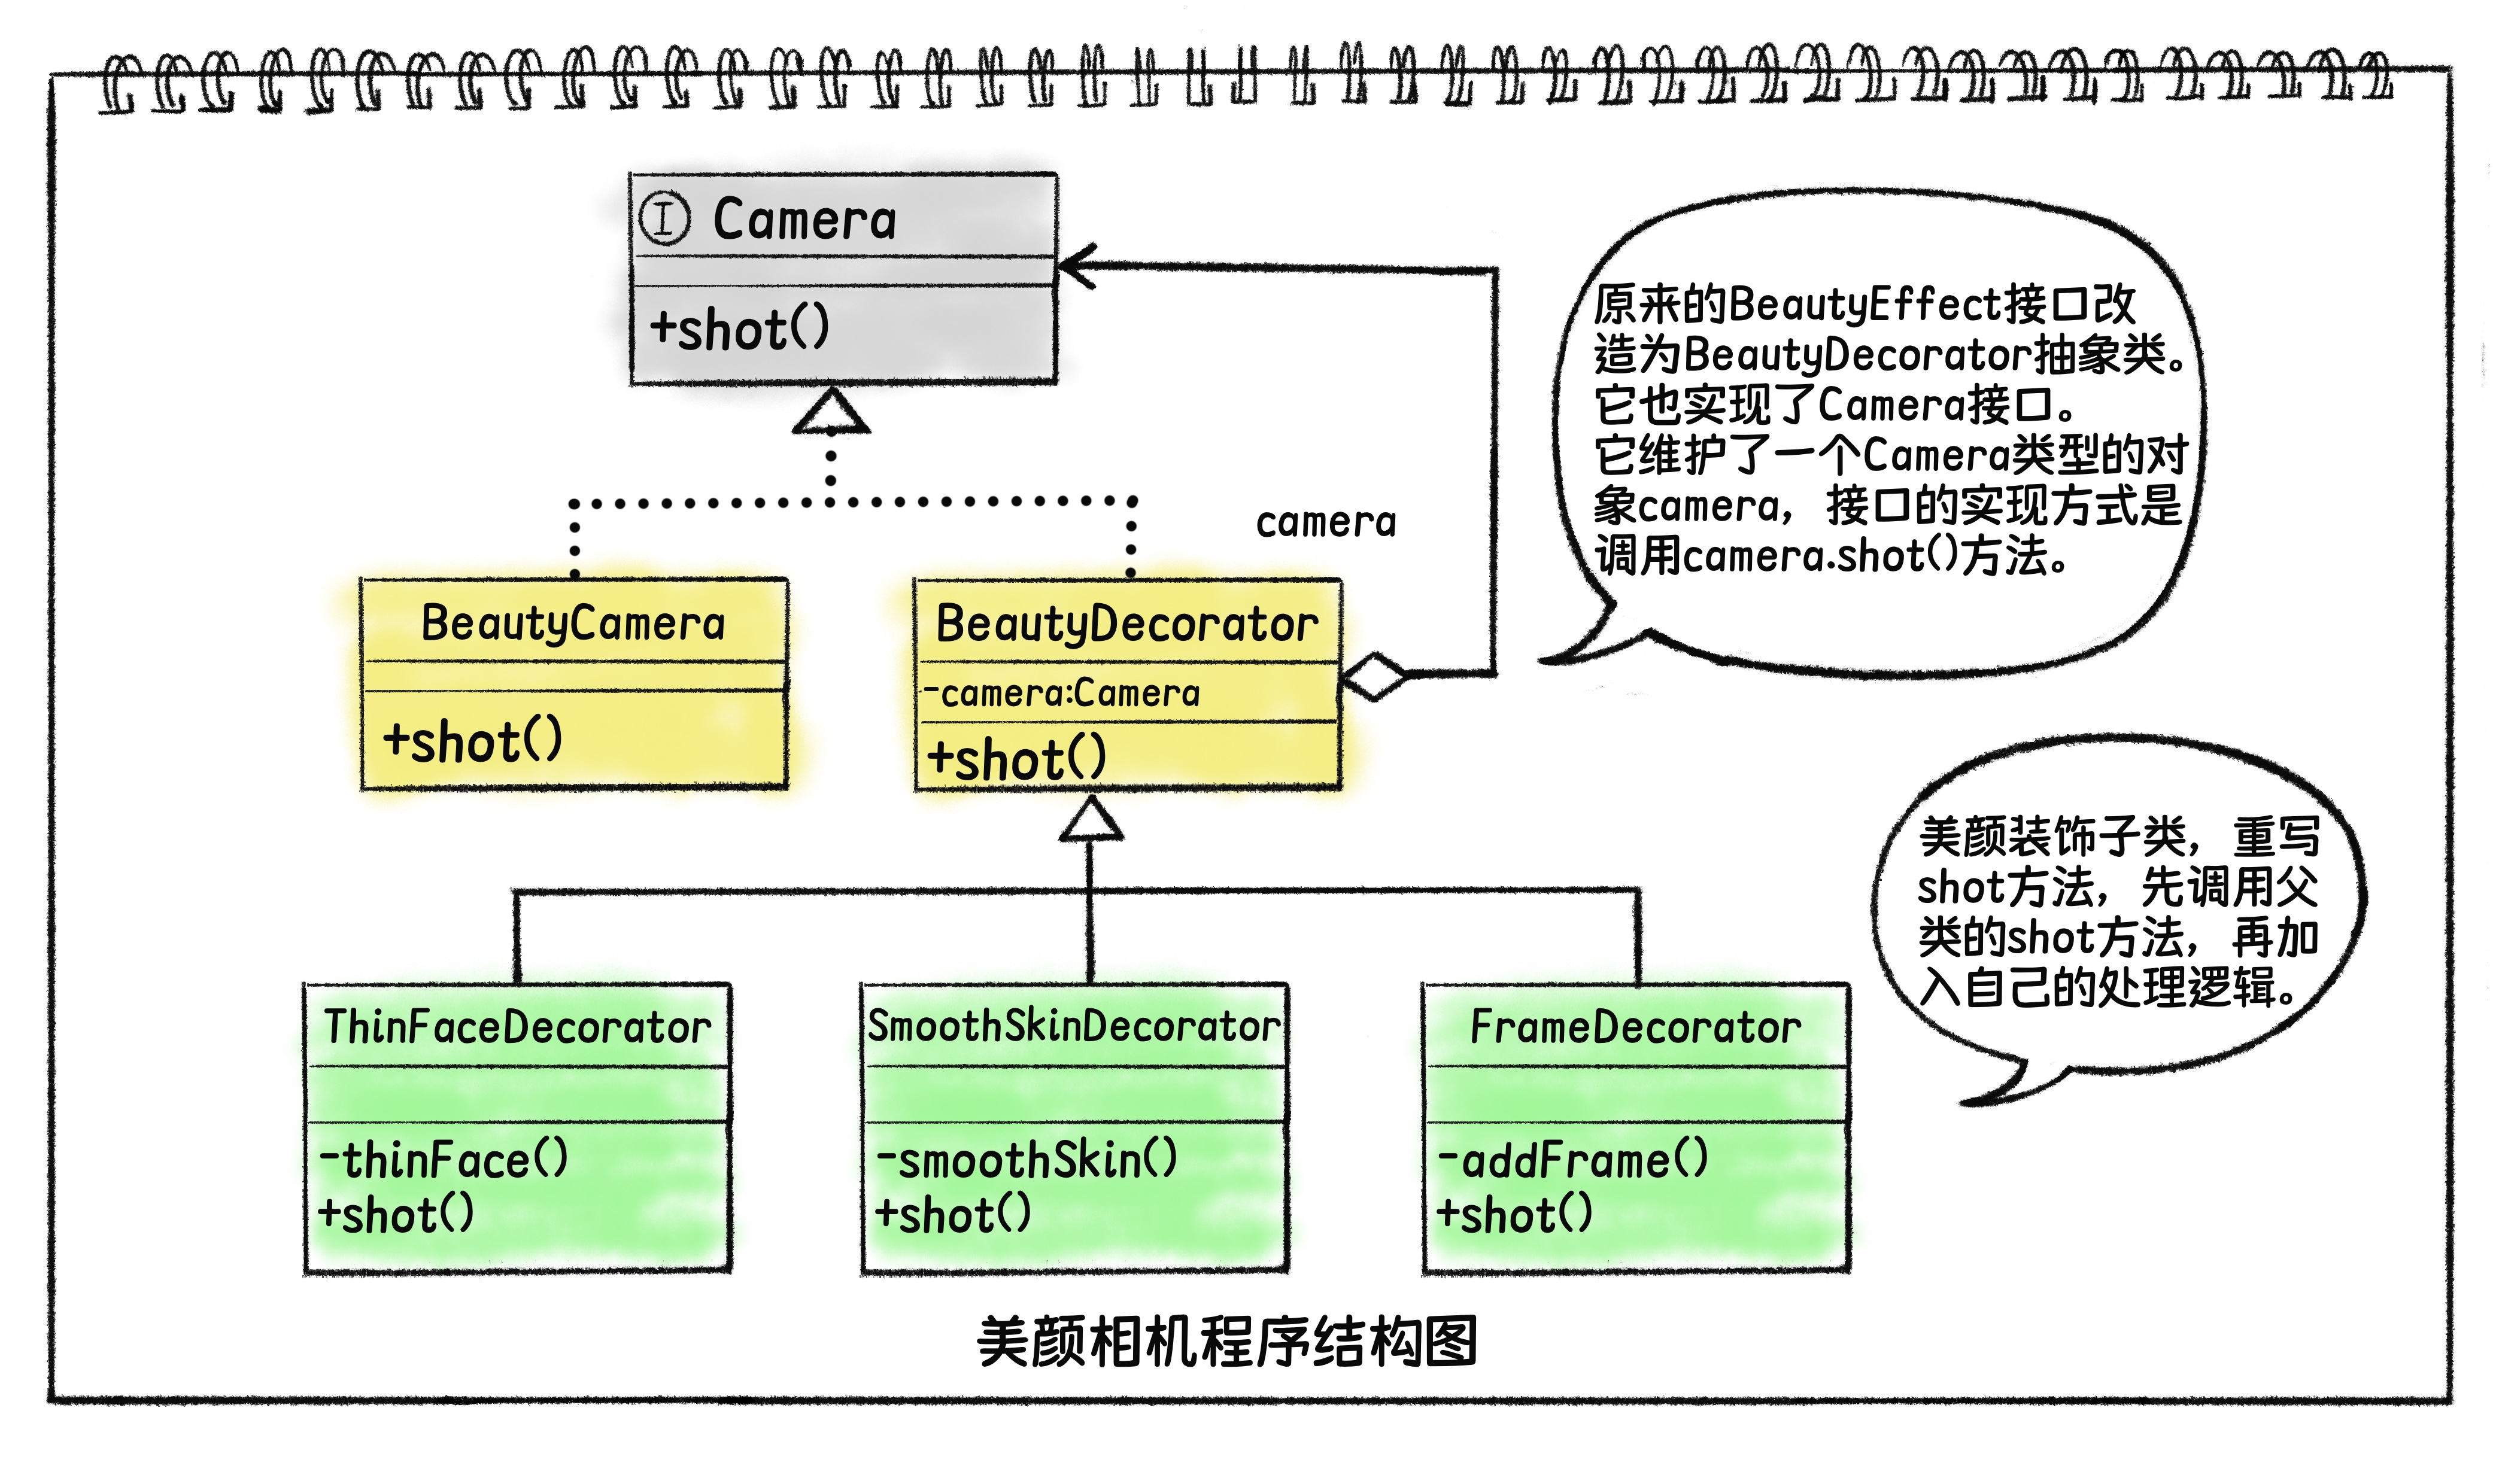 I Camera
+shot()
camera
原来的BeautyEffect接口改
造为BeautyDecorator抽象类。
它也实现了Camera接口。
它维护了一个Camera类型的对
象camera，接口的实现方式是
调用camera.shot()方法。
BeautyCamera
+shot()
BeautyDecorator
-camera:Camera
+shot()
美颜装饰子类，重写
shot方法，先调用父
类的shot方法，再加
入自己的处理逻辑。
ThinFaceDecorator
-thinFace()
+shot()
SmoothSkinDecorator
-smoothSkin()
+shot()
FrameDecorator
-addFrame()
+shot()
美颜相机程序结构图